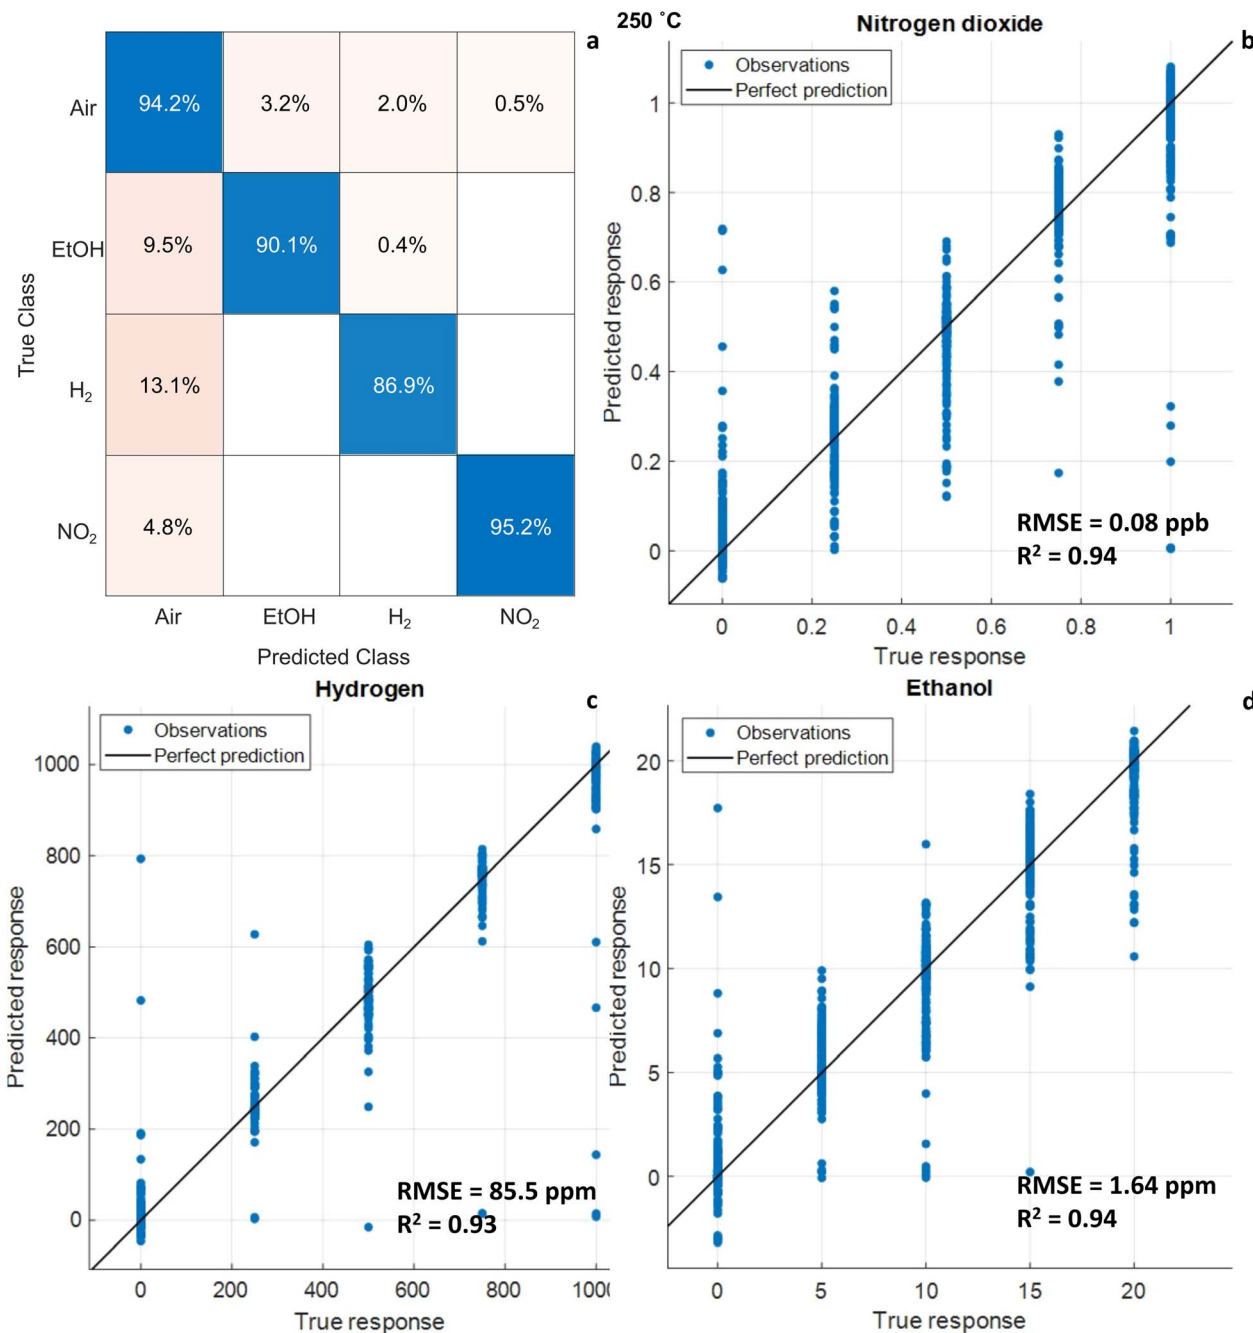 a
Air
94.2%
3.2%
2.0%
0.5%
EtOH
9.5%
90.1%
0.4%
H₂
13.1%
86.9%
NO₂
4.8%
95.2%
Air
EtOH
H₂
NO₂
True Class
Predicted Class
250 ˚C
Nitrogen dioxide
b
Observations
Perfect prediction
1
0.8
0.6
0.4
0.2
0
Predicted response
RMSE = 0.08 ppb
R² = 0.94
0
0.2
0.4
0.6
0.8
1
True response
Hydrogen
c
Observations
Perfect prediction
1000
800
600
400
200
0
Predicted response
RMSE = 85.5 ppm
R² = 0.93
0
200
400
600
800
1000
True response
Ethanol
d
Observations
Perfect prediction
20
15
10
5
0
Predicted response
RMSE = 1.64 ppm
R² = 0.94
0
5
10
15
20
True response